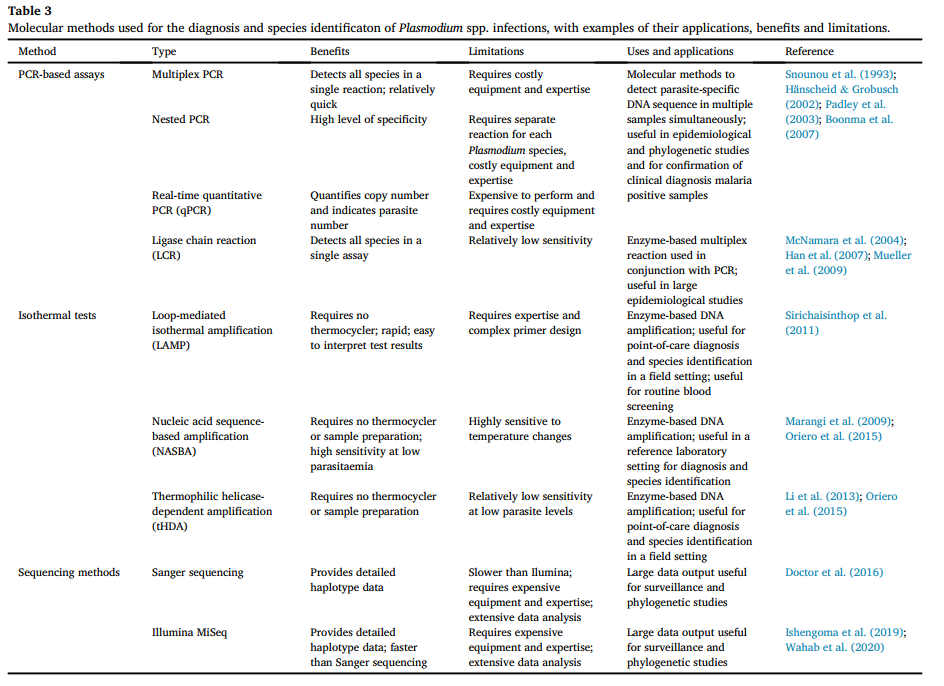 Table 3
Molecular methods used for the diagnosis and species identificaton of Plasmodium spp. infections, with examples of their applications, benefits and limitations.
Method Type Benefits Limitations Uses and applications Reference
PCR-based assays
Multiplex PCR
Detects all species in a
single reaction; relatively
quick
Requires costly
equipment and expertise
Molecular methods to
detect parasite-specific
DNA sequence in multiple
samples simultaneously;
useful in epidemiological
and phylogenetic studies
and for confirmation of
clinical diagnosis malaria
positive samples
Snounou et al. (1993);
Hänscheid & Grobusch
(2002); Padley et al.
(2003); Boonma et al.
(2007)
Nested PCR
High level of specificity
Requires separate
reaction for each
Plasmodium species,
costly equipment and
expertise
Real-time quantitative
PCR (qPCR)
Quantifies copy number
and indicates parasite
number
Expensive to perform and
requires costly equipment
and expertise
Ligase chain reaction
(LCR)
Detects all species in a
single assay
Relatively low sensitivity
Enzyme-based multiplex
reaction used in
conjunction with PCR;
useful in large
epidemiological studies
McNamara et al. (2004);
Han et al. (2007); Mueller
et al. (2009)
Isothermal tests
Loop-mediated
isothermal amplification
(LAMP)
Requires no
thermocycler; rapid; easy
to interpret test results
Requires expertise and
complex primer design
Enzyme-based DNA
amplification; useful for
point-of-care diagnosis
and species identification
in a field setting; useful
for routine blood
screening
Sirichaisinthop et al.
(2011)
Nucleic acid sequence-
based amplification
(NASBA)
Requires no thermocycler
or sample preparation;
high sensitivity at low
parasitaemia
Highly sensitive to
temperature changes
Enzyme-based DNA
amplification; useful in a
reference laboratory
setting for diagnosis and
species identification
Marangi et al. (2009);
Oriero et al. (2015)
Thermophilic helicase-
dependent amplification
(tHDA)
Requires no thermocycler
or sample preparation
Relatively low sensitivity
at low parasite levels
Enzyme-based DNA
amplification; useful for
point-of-care diagnosis
and species identification
in a field setting
Li et al. (2013); Oriero
et al. (2015)
Sequencing methods
Sanger sequencing
Provides detailed
haplotype data
Slower than Ilumina;
requires expensive
equipment and expertise;
extensive data analysis
Large data output useful
for surveillance and
phylogenetic studies
Doctor et al. (2016)
Illumina MiSeq
Provides detailed
haplotype data; faster
than Sanger sequencing
Requires expensive
equipment and expertise;
extensive data analysis
Large data output useful
for surveillance and
phylogenetic studies
Ishengoma et al. (2019);
Wahab et al. (2020)